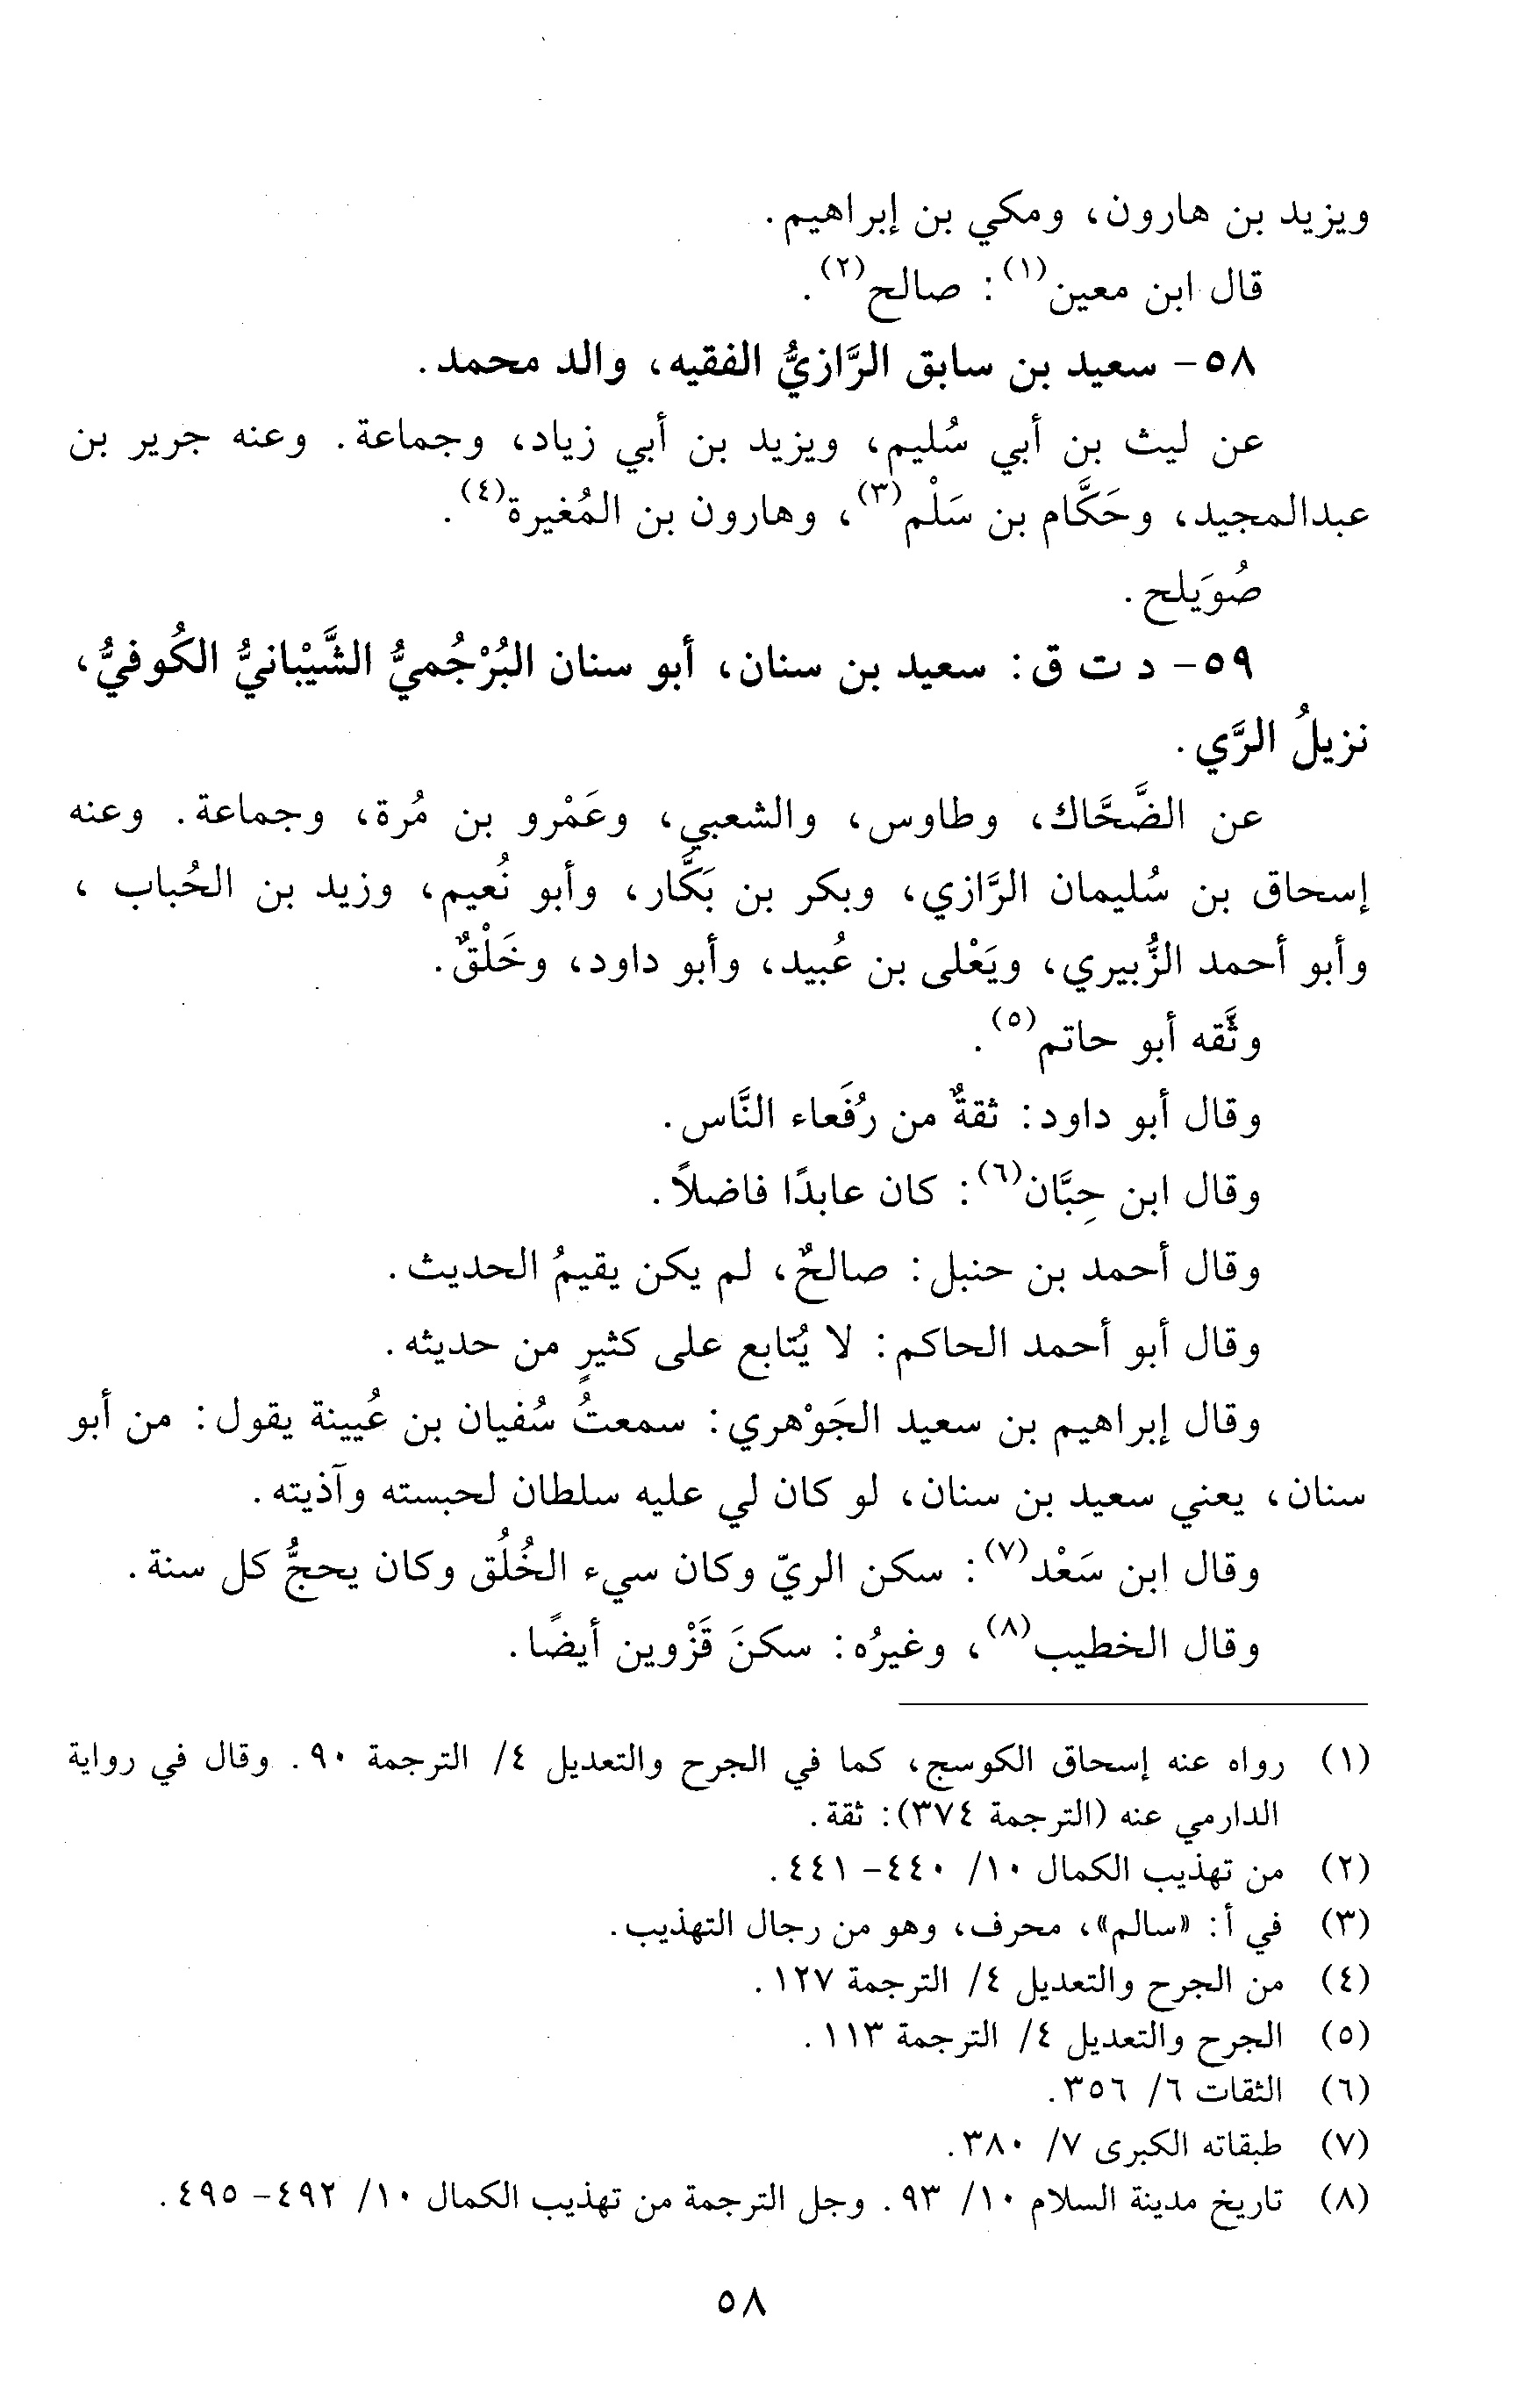 ويزيد بن هارون، ومكي بن إبراهيم.
قال ابن معين(١): صالح(٢).
٥٨- سعيد بن سابق الرَّازيُّ الفقيه، والد محمد.
عن ليث بن أبي سُليم، ويزيد بن أبي زياد، وجماعة. وعنه جرير بن
عبدالمجيد، وحَكَّام بن سَلْم(٣)، وهارون بن المُغيرة(٤).
صُوَيلح.
٥٩- د ت ق: سعيد بن سنان، أبو سنان البُرْجُميُّ الشَّيْبانيُّ الكُوفيُّ،
نزيلُ الرَّي.
عن الضَّحَّاك، وطاوس، والشعبي، وعَمْرو بن مُرة، وجماعة. وعنه
إسحاق بن سُليمان الرَّازي، وبكر بن بَكَّار، وأبو نُعيم، وزيد بن الحُباب ،
وأبو أحمد الزُّبيري، ويَعْلى بن عُبيد، وأبو داود، وخَلْقٌ.
وثَّقه أبو حاتم(٥).
وقال أبو داود: ثقةٌ من رُفَعاء النَّاس.
وقال ابن حِبَّان(٦): كان عابدًا فاضلاً.
وقال أحمد بن حنبل: صالحٌ، لم يكن يقيمُ الحديث.
وقال أبو أحمد الحاكم: لا يُتابع على كثيرٍ من حديثه.
وقال إبراهيم بن سعيد الجَوْهري: سمعتُ سُفيان بن عُيينة يقول: من أبو
سنان، يعني سعيد بن سنان، لو كان لي عليه سلطان لحبسته وآذيته.
وقال ابن سَعْد(٧): سكن الريّ وكان سيء الخُلُق وكان يحجُّ كل سنة.
وقال الخطيب(٨)، وغيرُه: سكنَ قَزْوين أيضًا.
(١) رواه عنه إسحاق الكوسج، كما في الجرح والتعديل ٤/ الترجمة ٩٠. وقال في رواية
الدارمي عنه (الترجمة ٣٧٤): ثقة.
(٢) من تهذيب الكمال ١٠/ ٤٤٠- ٤٤١.
(٣) في أ: «سالم»، محرف، وهو من رجال التهذيب.
(٤) من الجرح والتعديل ٤/ الترجمة ١٢٧.
(٥) الجرح والتعديل ٤/ الترجمة ١١٣.
(٦) الثقات ٦/ ٣٥٦.
(٧) طبقاته الكبرى ٧/ ٣٨٠.
(٨) تاريخ مدينة السلام ١٠/ ٩٣. وجل الترجمة من تهذيب الكمال ١٠/ ٤٩٢- ٤٩٥.
٥٨